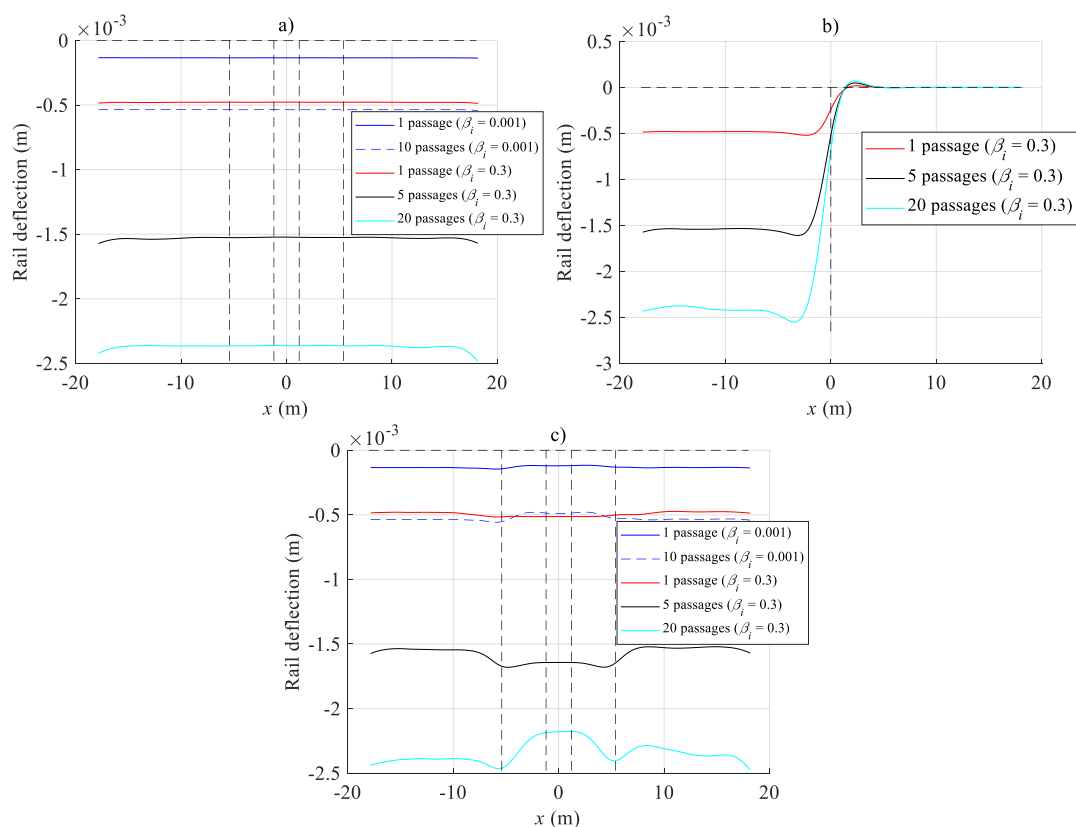 a)
×10⁻³
0
-0.5
-1
-1.5
-2
-2.5
Rail deflection (m)
-20 -10 0 10 20
x (m)
1 passage (βᵢ = 0.001)
10 passages (βᵢ = 0.001)
1 passage (βᵢ = 0.3)
5 passages (βᵢ = 0.3)
20 passages (βᵢ = 0.3)
b)
×10⁻³
0.5
0
-0.5
-1
-1.5
-2
-2.5
-3
Rail deflection (m)
-20 -10 0 10 20
x (m)
1 passage (βᵢ = 0.3)
5 passages (βᵢ = 0.3)
20 passages (βᵢ = 0.3)
c)
×10⁻³
0
-0.5
-1
-1.5
-2
-2.5
Rail deflection (m)
-20 -10 0 10 20
x (m)
1 passage (βᵢ = 0.001)
10 passages (βᵢ = 0.001)
1 passage (βᵢ = 0.3)
5 passages (βᵢ = 0.3)
20 passages (βᵢ = 0.3)